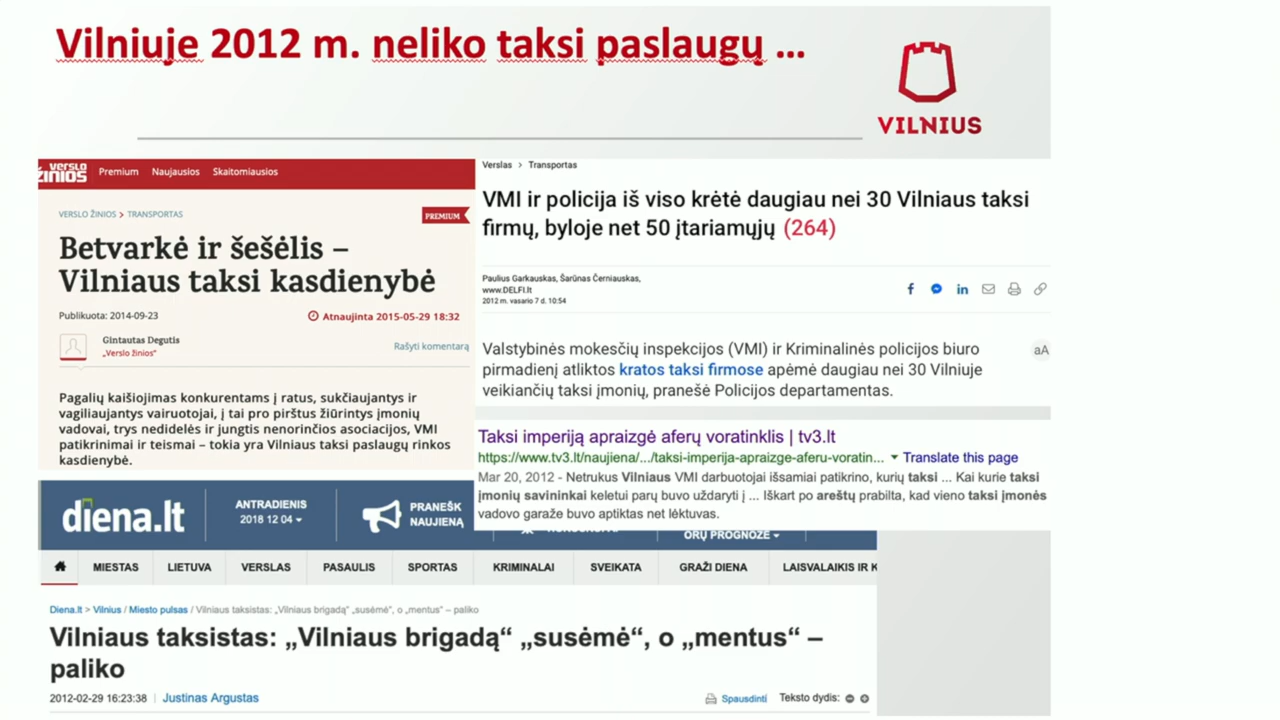 Vilniuje 2012 m. neliko taksi paslaugų ...
VILNIUS
VERSLO
ŽINIOS
Premium Naujausios Skaitomiausios
VERSLO ŽINIOS > TRANSPORTAS
PREMIUM
Betvarkė ir šešėlis –
Vilniaus taksi kasdienybė
Publikuota: 2014-09-23
Atnaujinta 2015-05-29 18:32
Gintautas Degutis
„Verslo žinios“
Rašyti komentarą
Pagalių kaišiojimas konkurentams į ratus, sukčiaujantys ir
vagiliaujantys vairuotojai, į tai pro pirštus žiūrintys įmonių
vadovai, trys nedidelės ir jungtis nenorinčios asociacijos, VMI
patikrinimai ir teismai – tokia yra Vilniaus taksi paslaugų rinkos
kasdienybė.
Verslas > Transportas
VMI ir policija iš viso krėtė daugiau nei 30 Vilniaus taksi
firmų, byloje net 50 įtariamųjų (264)
Paulius Garkauskas, Šarūnas Černiauskas,
www.DELFI.lt
2012 m. vasario 7 d. 10:54
Valstybinės mokesčių inspekcijos (VMI) ir Kriminalinės policijos biuro
aA
pirmadienį atliktos kratos taksi firmose apėmė daugiau nei 30 Vilniuje
veikiančių taksi įmonių, pranešė Policijos departamentas.
Taksi imperiją apraizgė aferų voratinklis | tv3.lt
https://www.tv3.lt/naujiena/.../taksi-imperija-apraizge-aferu-voratin... Translate this page
Mar 20, 2012 - Netrukus Vilniaus VMI darbuotojai išsamiai patikrino, kurių taksi ... Kai kurie taksi
įmonių savininkai keletui parų buvo uždaryti į ... Iškart po areštų prabilta, kad vieno taksi įmonės
vadovo garaže buvo aptiktas net lėktuvas.
diena.lt
ANTRADIENIS
2018 12 04
PRANEŠK
NAUJIENĄ
ORŲ PROGNOZĖ
MIESTAS LIETUVA VERSLAS PASAULIS SPORTAS KRIMINALAI SVEIKATA GRAŽI DIENA LAISVALAIKIS IR K
Diena.lt > Vilnius / Miesto pulsas / Vilniaus taksistas: „Vilniaus brigadą“ „susėmė“, o „mentus“ – paliko
Vilniaus taksistas: „Vilniaus brigadą“ „susėmė“, o „mentus“ –
paliko
2012-02-29 16:23:38 | Justinas Argustas
Spausdinti Teksto dydis: